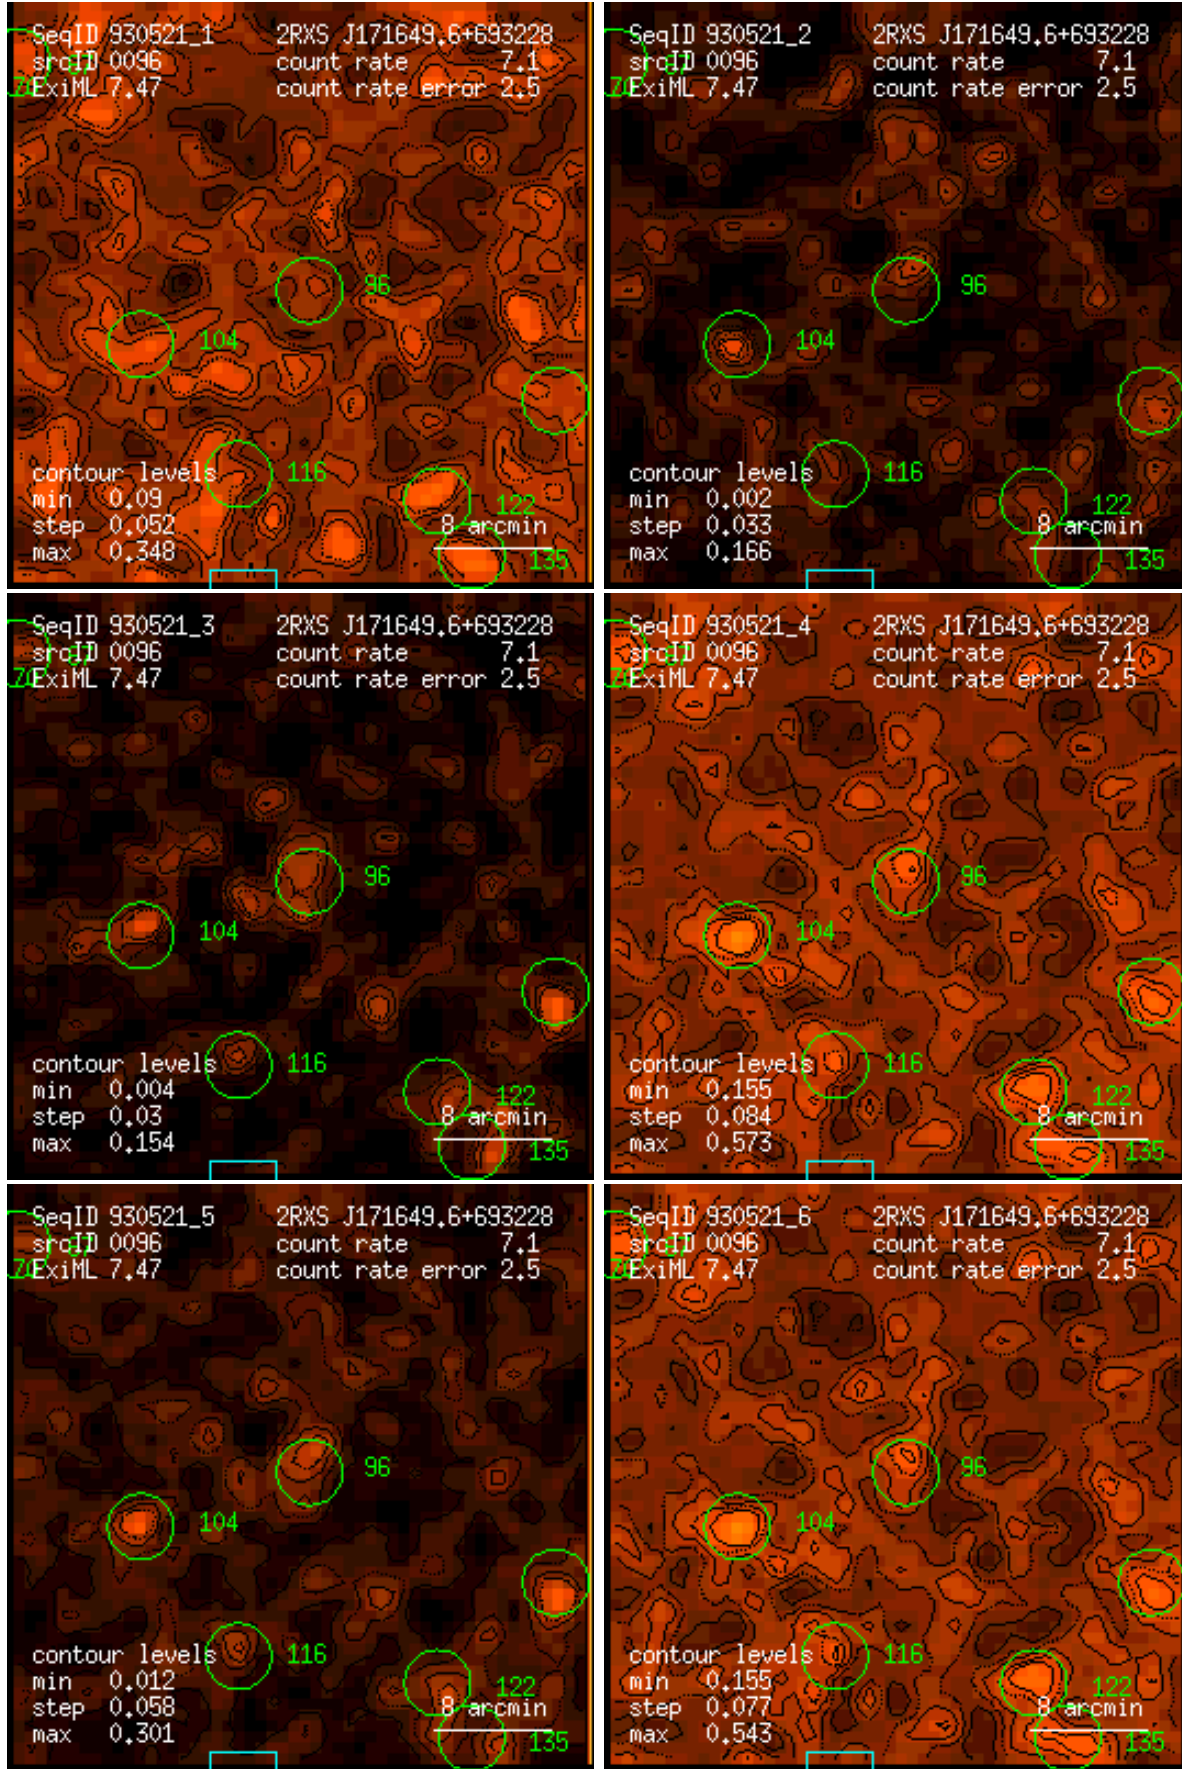 SeqID 930521_1 2RXS J171649.6+693228
srcID 0096 count rate 7.1
ExiML 7.47 count rate error 2.5
87
70
96
104
116
122
135
contour levels
min 0.09
step 0.052
max 0.348
8 arcmin
SeqID 930521_2 2RXS J171649.6+693228
srcID 0096 count rate 7.1
ExiML 7.47 count rate error 2.5
87
70
96
104
116
122
135
contour levels
min 0.002
step 0.033
max 0.166
8 arcmin
SeqID 930521_3 2RXS J171649.6+693228
srcID 0096 count rate 7.1
ExiML 7.47 count rate error 2.5
87
70
96
104
116
122
135
contour levels
min 0.004
step 0.03
max 0.154
8 arcmin
SeqID 930521_4 2RXS J171649.6+693228
srcID 0096 count rate 7.1
ExiML 7.47 count rate error 2.5
87
70
96
104
116
122
135
contour levels
min 0.155
step 0.084
max 0.573
8 arcmin
SeqID 930521_5 2RXS J171649.6+693228
srcID 0096 count rate 7.1
ExiML 7.47 count rate error 2.5
87
70
96
104
116
122
135
contour levels
min 0.012
step 0.058
max 0.301
8 arcmin
SeqID 930521_6 2RXS J171649.6+693228
srcID 0096 count rate 7.1
ExiML 7.47 count rate error 2.5
87
70
96
104
116
122
135
contour levels
min 0.155
step 0.077
max 0.543
8 arcmin